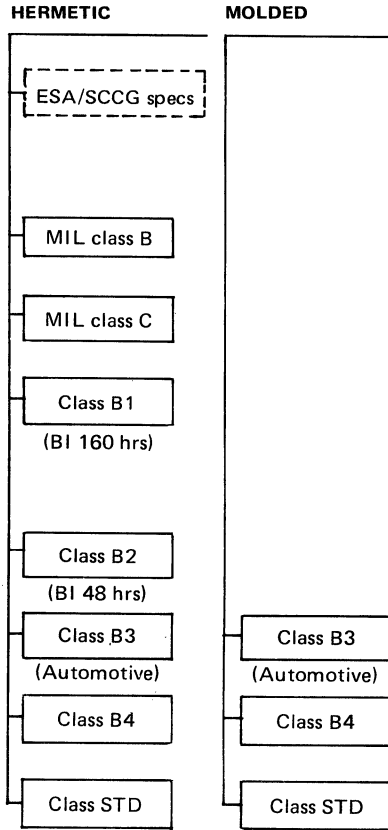 HERMETIC
ESA/SCCG specs
MIL class B
MIL class C
Class B1
(BI 160 hrs)
Class B2
(BI 48 hrs)
Class B3
(Automotive)
Class B4
Class STD
MOLDED
Class B3
(Automotive)
Class B4
Class STD